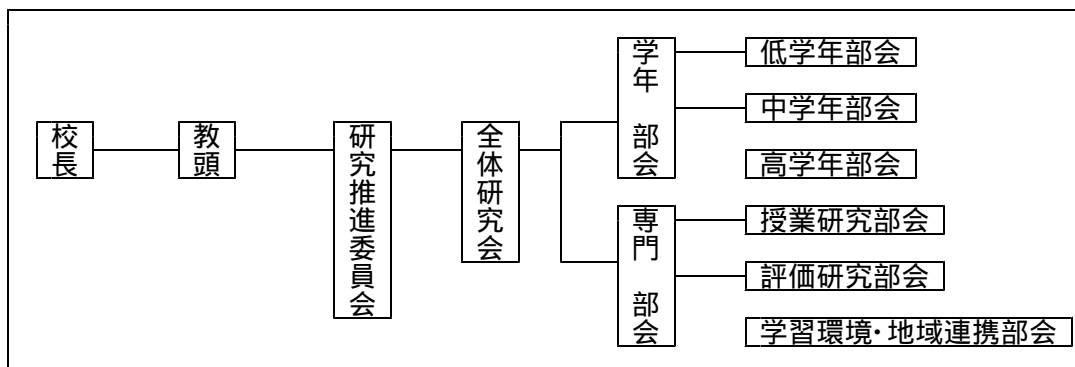 校長
教頭
研究推進委員会
全体研究会
学年 部会
低学年部会
中学年部会
高学年部会
専門 部会
授業研究部会
評価研究部会
学習環境・地域連携部会